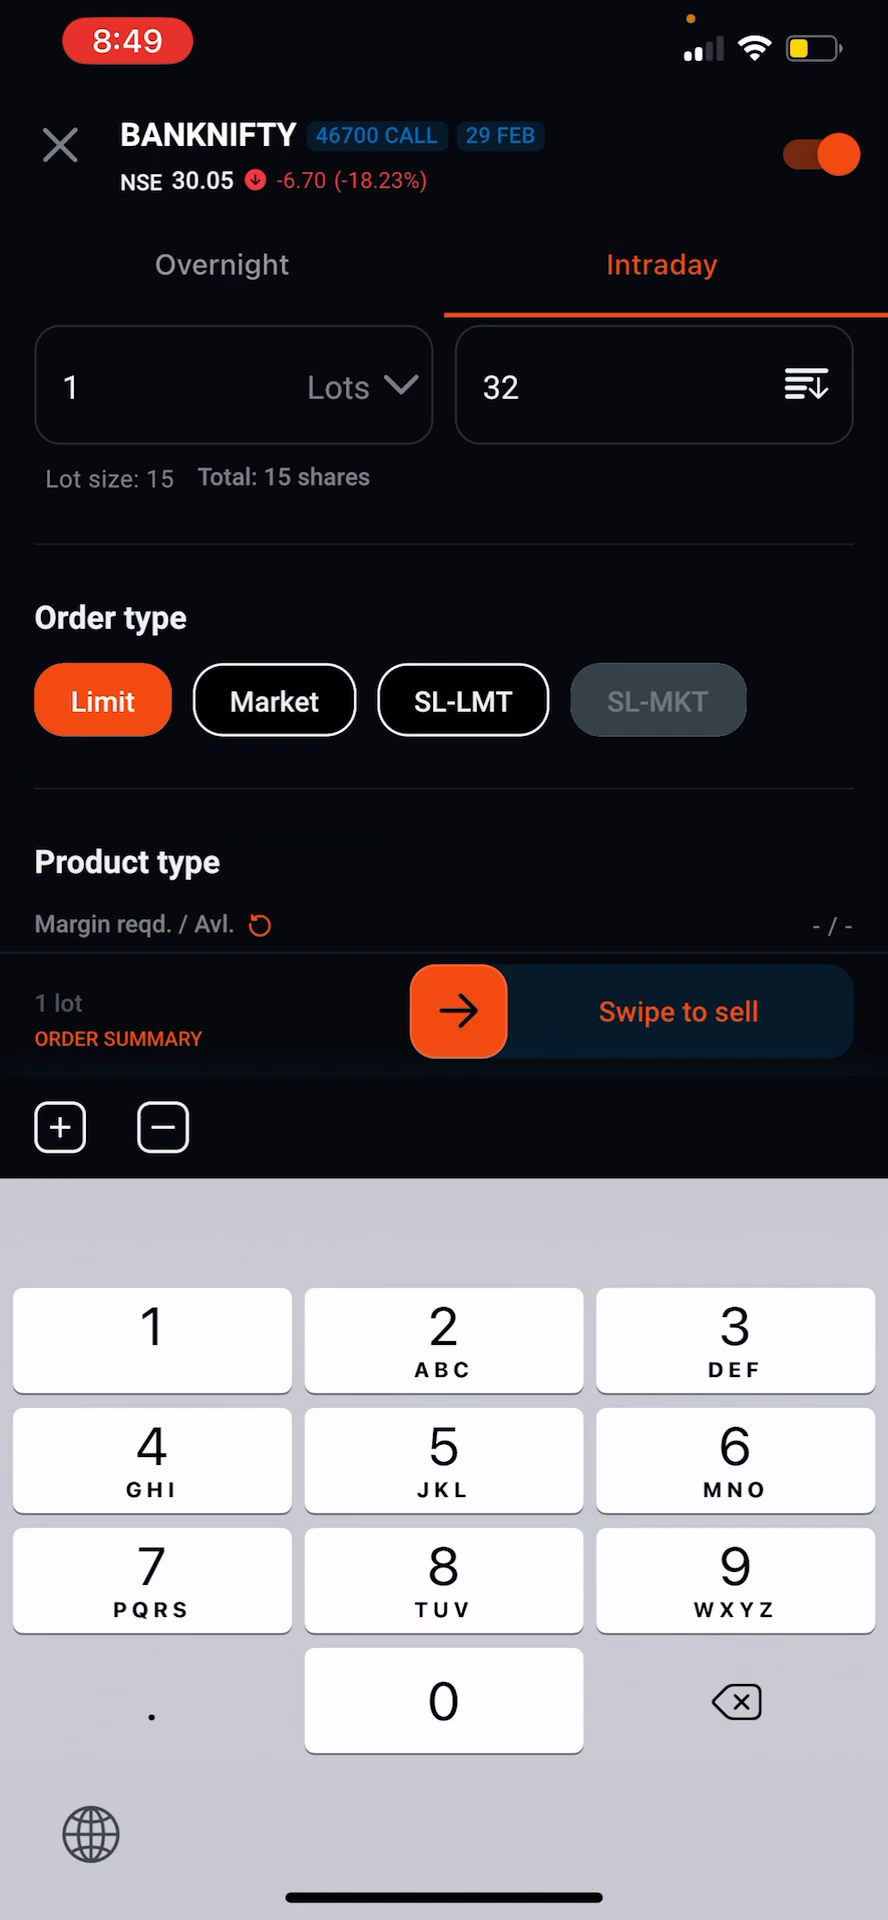 8:49
BANKNIFTY 46700 CALL 29 FEB
NSE 30.05 -6.70 (-18.23%)
Overnight Intraday
1 Lots 32
Lot size: 15 Total: 15 shares
Order type
Limit Market SL-LMT SL-MKT
Product type
Margin reqd. / Avl. - / -
1 lot
ORDER SUMMARY
Swipe to sell
1 2 3
ABC DEF
4 5 6
GHI JKL MNO
7 8 9
PQRS TUV WXYZ
. 0